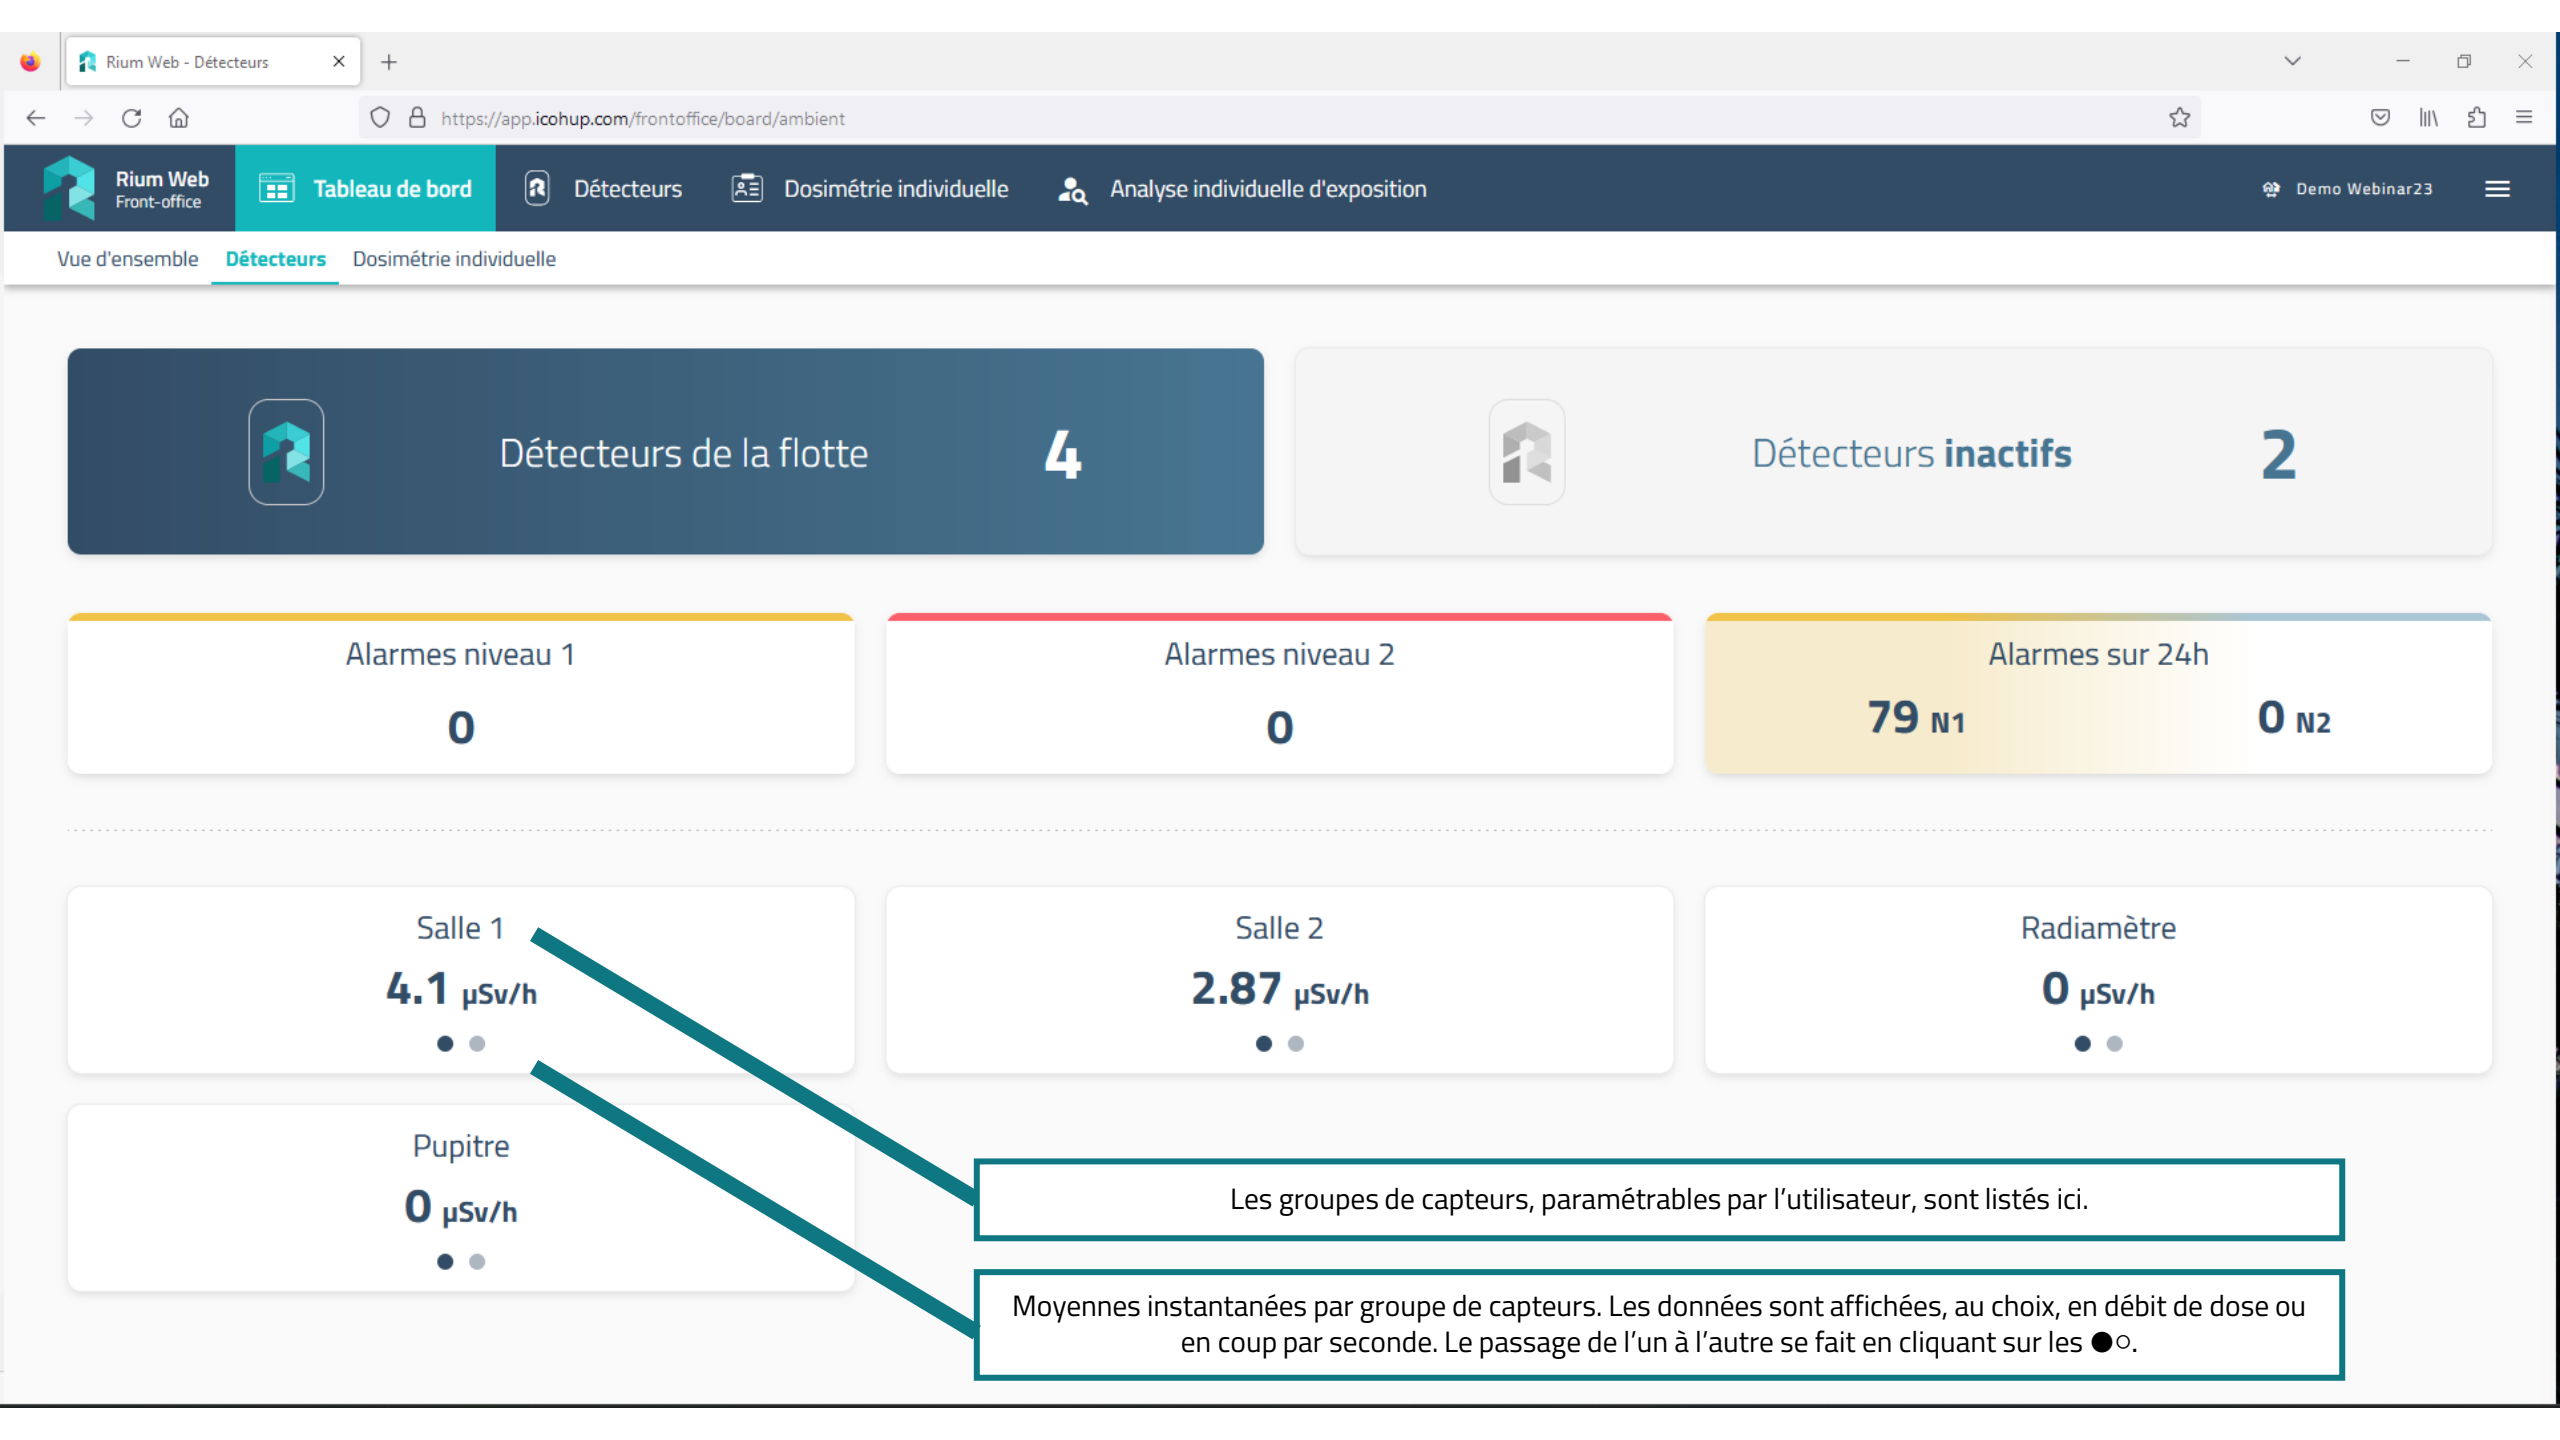 Rium Web - Détecteurs
https://app.icohup.com/frontoffice/board/ambient
Rium Web
Front-office
Tableau de bord
Détecteurs
Dosimétrie individuelle
Analyse individuelle d'exposition
Demo Webinar23
Vue d'ensemble
Détecteurs
Dosimétrie individuelle
Détecteurs de la flotte
4
Détecteurs inactifs
2
Alarmes niveau 1
0
Alarmes niveau 2
0
Alarmes sur 24h
79 N1
0 N2
Salle 1
4.1 µSv/h
Salle 2
2.87 µSv/h
Radiamètre
0 µSv/h
Pupitre
0 µSv/h
Les groupes de capteurs, paramétrables par l’utilisateur, sont listés ici.
Moyennes instantanées par groupe de capteurs. Les données sont affichées, au choix, en débit de dose ou
en coup par seconde. Le passage de l’un à l’autre se fait en cliquant sur les ●○.